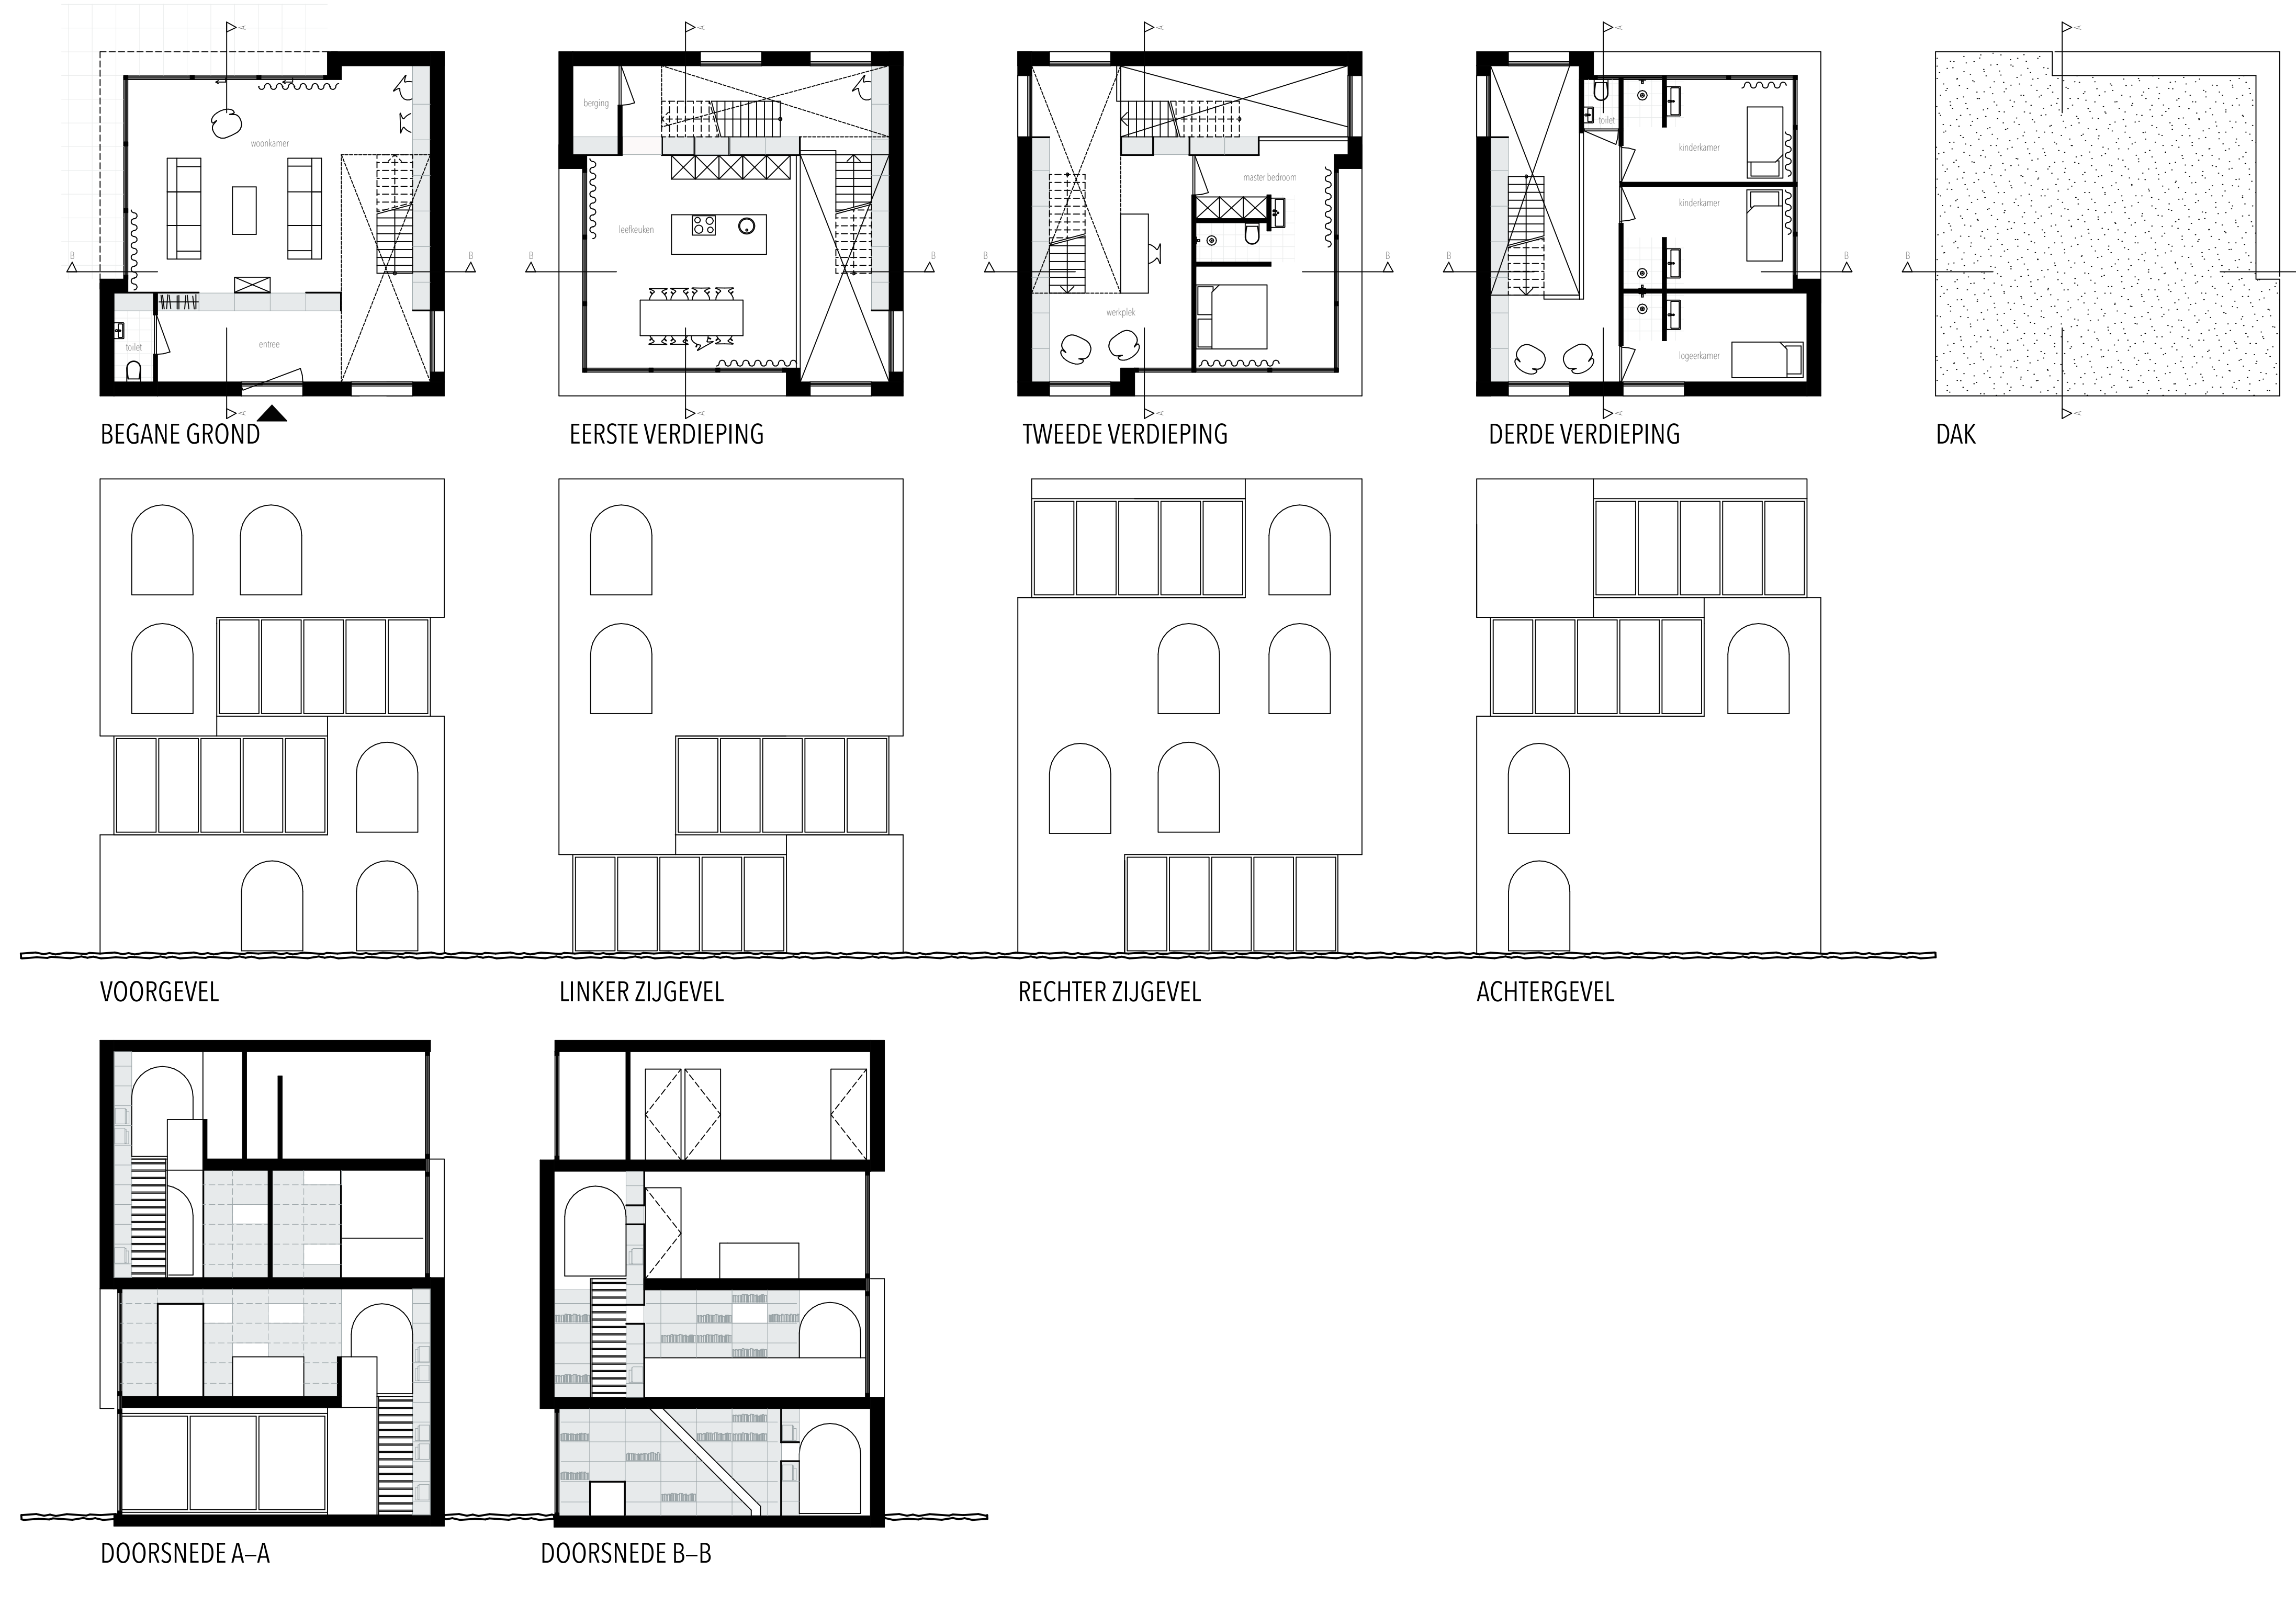 A A A A A
woonkamer
toilet
entree
B B
A
BEGANE GROND
berging
leefkeuken
B B
A
EERSTE VERDIEPING
master bedroom
werkplek
B B
A
TWEEDE VERDIEPING
toilet
kinderkamer
kinderkamer
logeerkamer
B B
A
DERDE VERDIEPING
B
A
DAK
VOORGEVEL
LINKER ZIJGEVEL
RECHTER ZIJGEVEL
ACHTERGEVEL
DOORSNEDE A–A
DOORSNEDE B–B